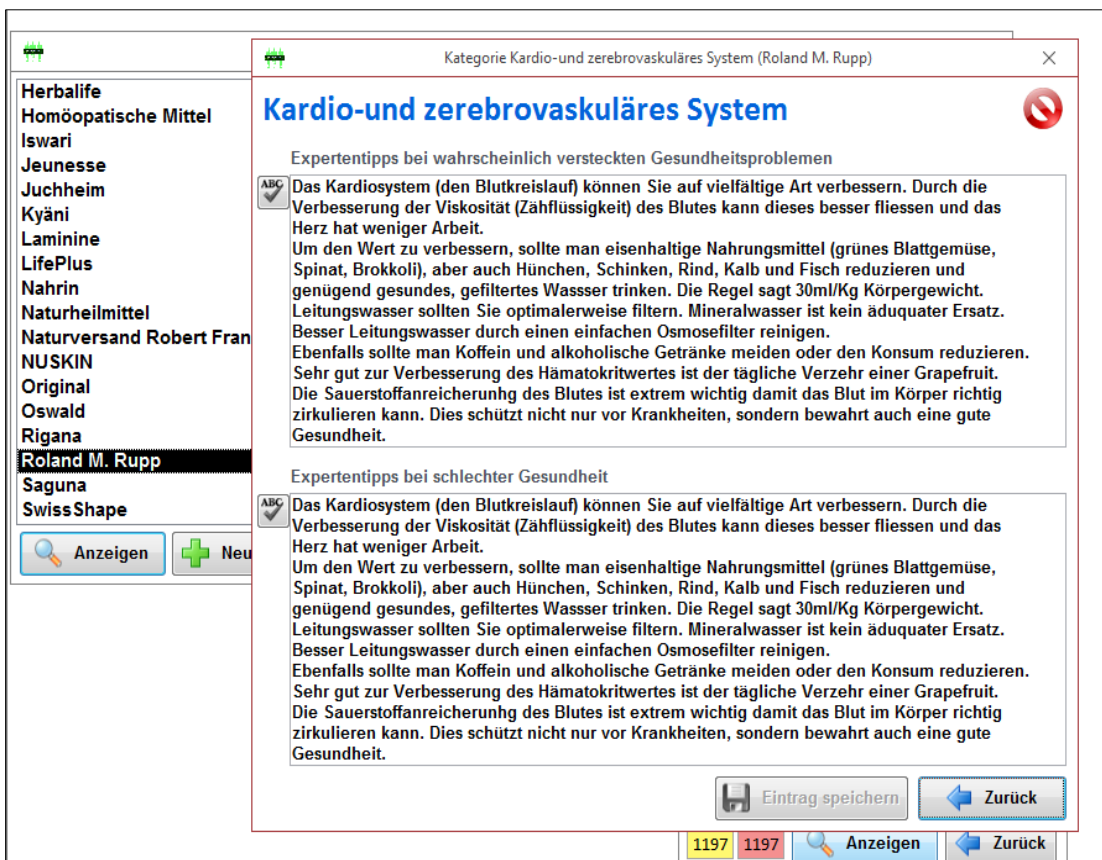 Herbalife
Homöopatische Mittel
Iswari
Jeunesse
Juchheim
Kyäni
Laminine
LifePlus
Nahrin
Naturheilmittel
Naturversand Robert Fran
NUSKIN
Original
Oswald
Rigana
Roland M. Rupp
Saguna
SwissShape
Anzeigen
Neu
Kategorie Kardio-und zerebrovaskuläres System (Roland M. Rupp)
Kardio-und zerebrovaskuläres System
Expertentipps bei wahrscheinlich versteckten Gesundheitsproblemen
ABC
Das Kardiosystem (den Blutkreislauf) können Sie auf vielfältige Art verbessern. Durch die
Verbesserung der Viskosität (Zähflüssigkeit) des Blutes kann dieses besser fliessen und das
Herz hat weniger Arbeit.
Um den Wert zu verbessern, sollte man eisenhaltige Nahrungsmittel (grünes Blattgemüse,
Spinat, Brokkoli), aber auch Hünchen, Schinken, Rind, Kalb und Fisch reduzieren und
genügend gesundes, gefiltertes Wassser trinken. Die Regel sagt 30ml/Kg Körpergewicht.
Leitungswasser sollten Sie optimalerweise filtern. Mineralwasser ist kein äduquater Ersatz.
Besser Leitungswasser durch einen einfachen Osmosefilter reinigen.
Ebenfalls sollte man Koffein und alkoholische Getränke meiden oder den Konsum reduzieren.
Sehr gut zur Verbesserung des Hämatokritwertes ist der tägliche Verzehr einer Grapefruit.
Die Sauerstoffanreicherunhg des Blutes ist extrem wichtig damit das Blut im Körper richtig
zirkulieren kann. Dies schützt nicht nur vor Krankheiten, sondern bewahrt auch eine gute
Gesundheit.
Expertentipps bei schlechter Gesundheit
ABC
Das Kardiosystem (den Blutkreislauf) können Sie auf vielfältige Art verbessern. Durch die
Verbesserung der Viskosität (Zähflüssigkeit) des Blutes kann dieses besser fliessen und das
Herz hat weniger Arbeit.
Um den Wert zu verbessern, sollte man eisenhaltige Nahrungsmittel (grünes Blattgemüse,
Spinat, Brokkoli), aber auch Hünchen, Schinken, Rind, Kalb und Fisch reduzieren und
genügend gesundes, gefiltertes Wassser trinken. Die Regel sagt 30ml/Kg Körpergewicht.
Leitungswasser sollten Sie optimalerweise filtern. Mineralwasser ist kein äduquater Ersatz.
Besser Leitungswasser durch einen einfachen Osmosefilter reinigen.
Ebenfalls sollte man Koffein und alkoholische Getränke meiden oder den Konsum reduzieren.
Sehr gut zur Verbesserung des Hämatokritwertes ist der tägliche Verzehr einer Grapefruit.
Die Sauerstoffanreicherunhg des Blutes ist extrem wichtig damit das Blut im Körper richtig
zirkulieren kann. Dies schützt nicht nur vor Krankheiten, sondern bewahrt auch eine gute
Gesundheit.
Eintrag speichern
Zurück
1197 1197 Anzeigen Zurück